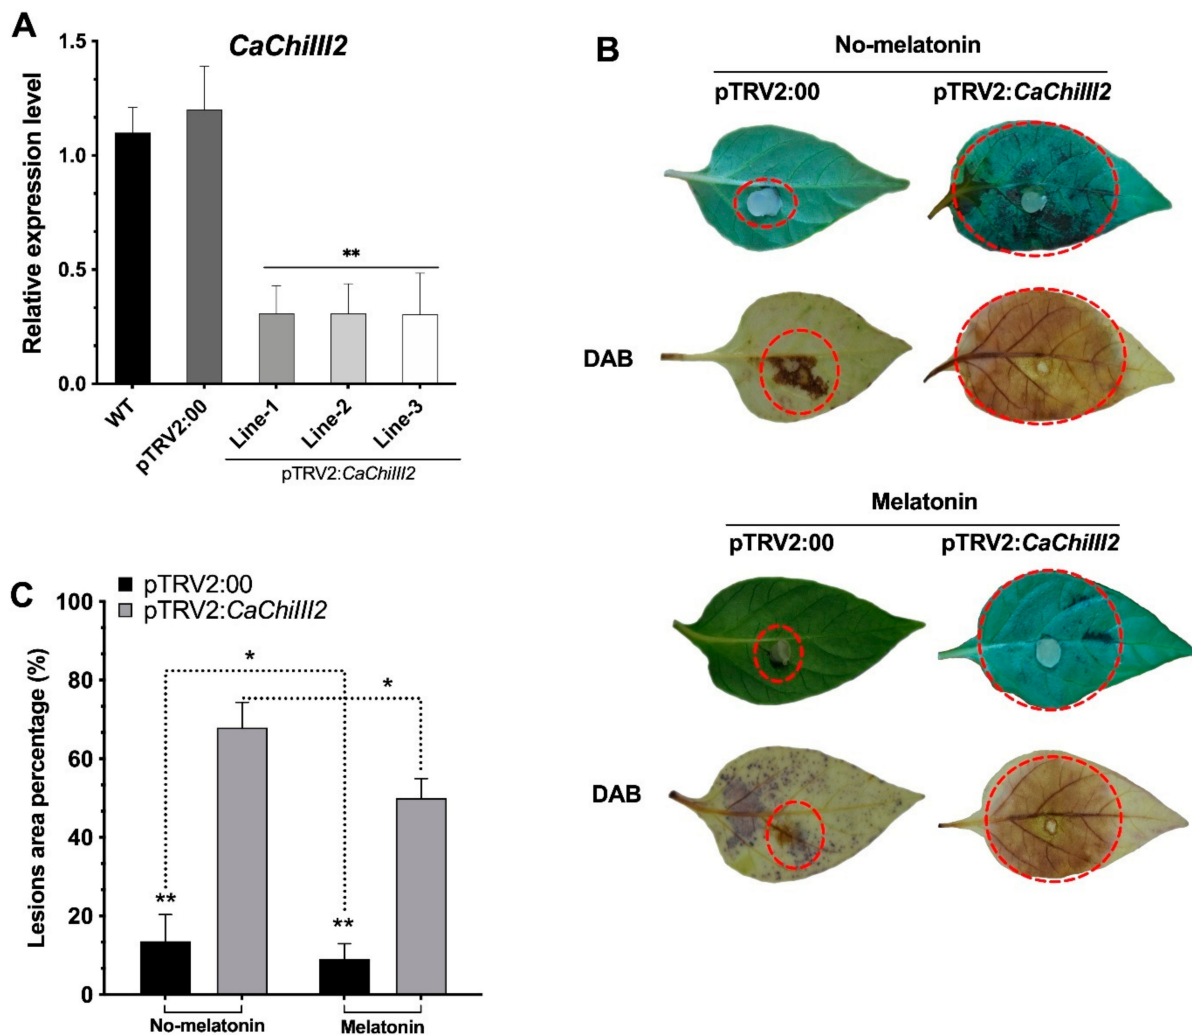 A
CaChiIII2
Relative expression level
1.5
1.0
0.5
0.0
**
WT
pTRV2:00
Line-1
Line-2
Line-3
pTRV2:CaChiIII2
B
No-melatonin
pTRV2:00
pTRV2:CaChiIII2
DAB
Melatonin
pTRV2:00
pTRV2:CaChiIII2
DAB
C
pTRV2:00
pTRV2:CaChiIII2
Lesions area percentage (%)
100
80
60
40
20
0
*
*
**
**
No-melatonin
Melatonin